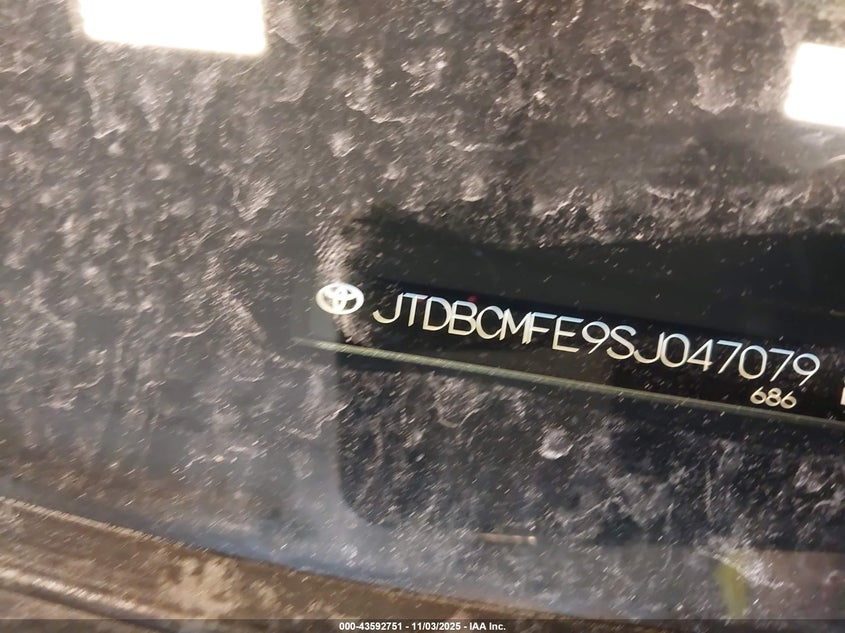 JTDBCMFE9SJ047079
686
000-43592751 - 11/03/2025 - IAA Inc.